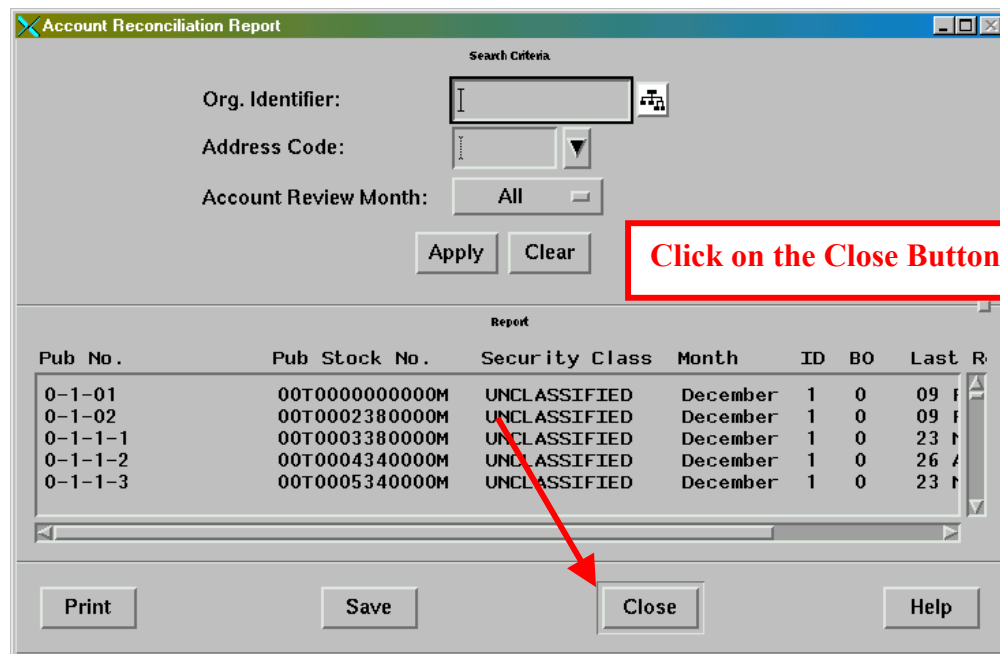 Account Reconciliation Report
Search Criteria
Org. Identifier:
Address Code:
Account Review Month: All
Apply Clear
Click on the Close Button
Report
Pub No. Pub Stock No. Security Class Month ID BO Last R
0-1-01 00T0000000000M UNCLASSIFIED December 1 0 09
0-1-02 00T0002380000M UNCLASSIFIED December 1 0 09
0-1-1-1 00T0003380000M UNCLASSIFIED December 1 0 23
0-1-1-2 00T0004340000M UNCLASSIFIED December 1 0 26
0-1-1-3 00T0005340000M UNCLASSIFIED December 1 0 23
Print Save Close Help